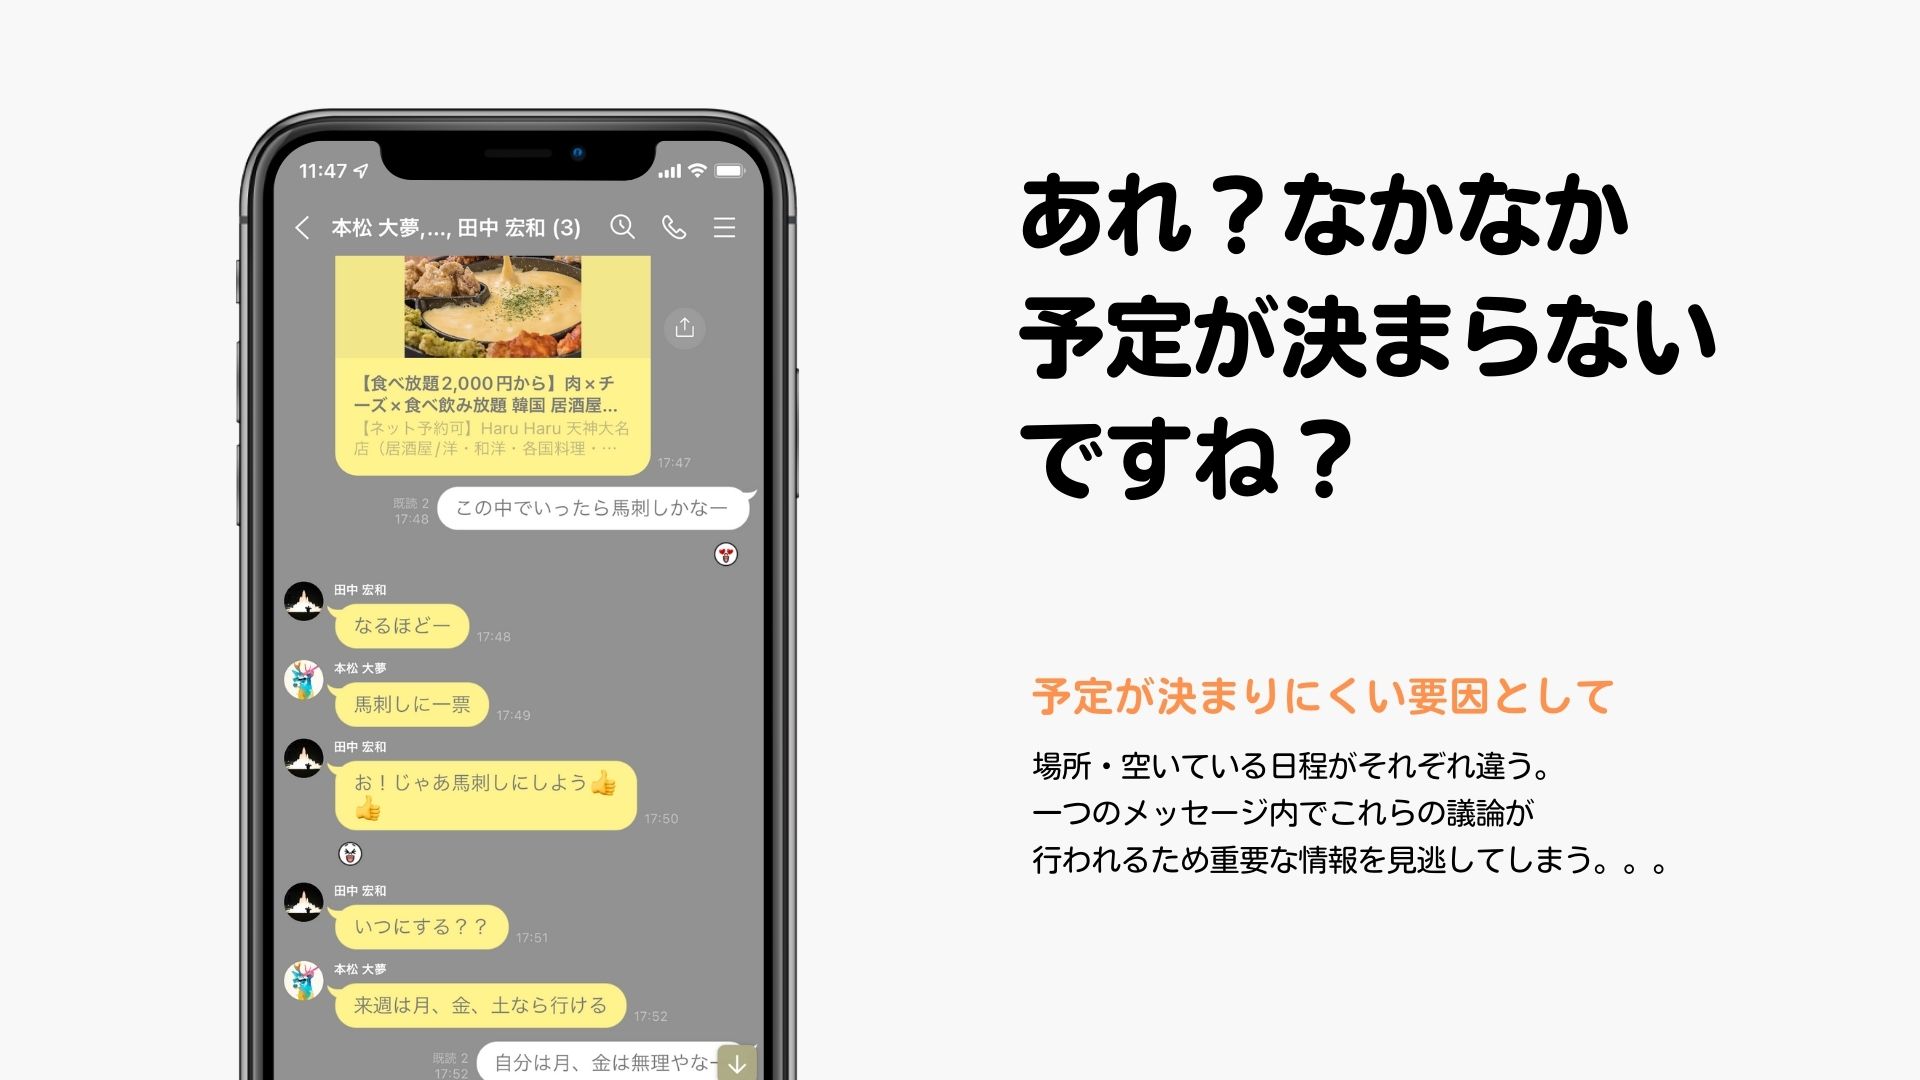 11:47
本松 大夢,..., 田中 宏和 (3)
【食べ放題2,000円から】肉×チ
ーズ×食べ飲み放題 韓国 居酒屋...
【ネット予約可】Haru Haru 天神大名
店（居酒屋/洋・和洋・各国料理・…
17:47
既読 2
17:48
この中でいったら馬刺しかなー
田中 宏和
なるほどー
17:48
本松 大夢
馬刺しに一票
17:49
田中 宏和
お！じゃあ馬刺しにしよう👍
👍
17:50
田中 宏和
いつにする？？
17:51
本松 大夢
来週は月、金、土なら行ける
17:52
既読 2
17:52
自分は月、金は無理やなー
あれ？なかなか
予定が決まらない
ですね？
予定が決まりにくい要因として
場所・空いている日程がそれぞれ違う。
一つのメッセージ内でこれらの議論が
行われるため重要な情報を見逃してしまう。。。